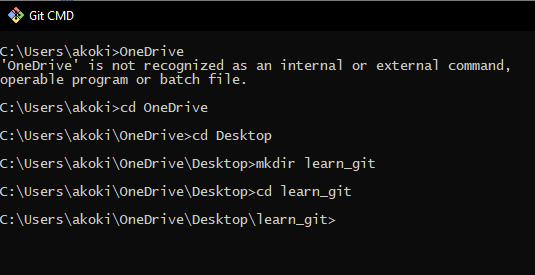 Git CMD
C:\Users\akoki>OneDrive
'OneDrive' is not recognized as an internal or external command,
operable program or batch file.
C:\Users\akoki>cd OneDrive
C:\Users\akoki\OneDrive>cd Desktop
C:\Users\akoki\OneDrive\Desktop>mkdir learn_git
C:\Users\akoki\OneDrive\Desktop>cd learn_git
C:\Users\akoki\OneDrive\Desktop\learn_git>